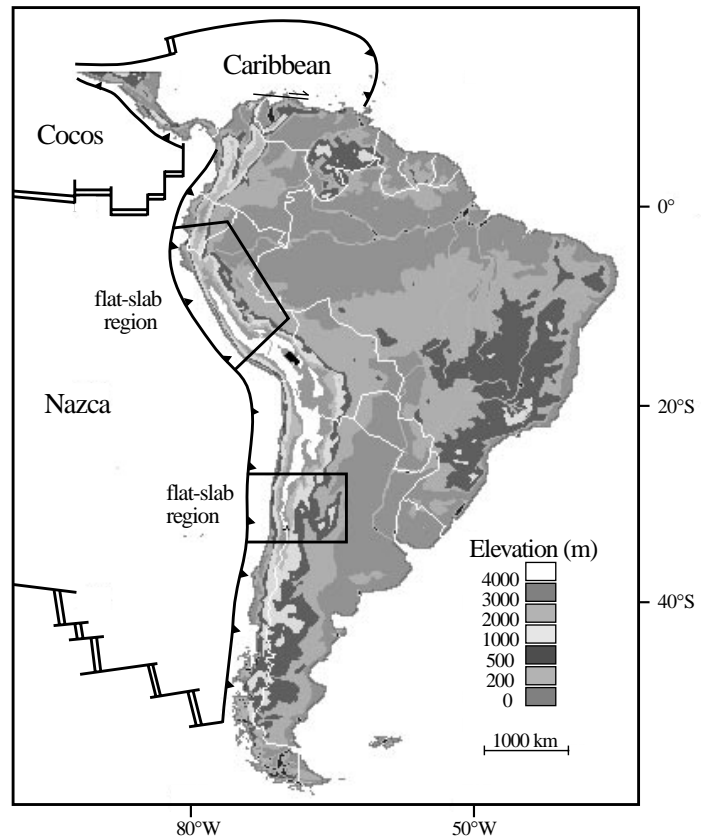 Caribbean
Cocos
0°
flat-slab
region
Nazca
20°S
flat-slab
region
Elevation (m)
4000
3000
2000
1000
500
200
0
40°S
1000 km
80°W
50°W